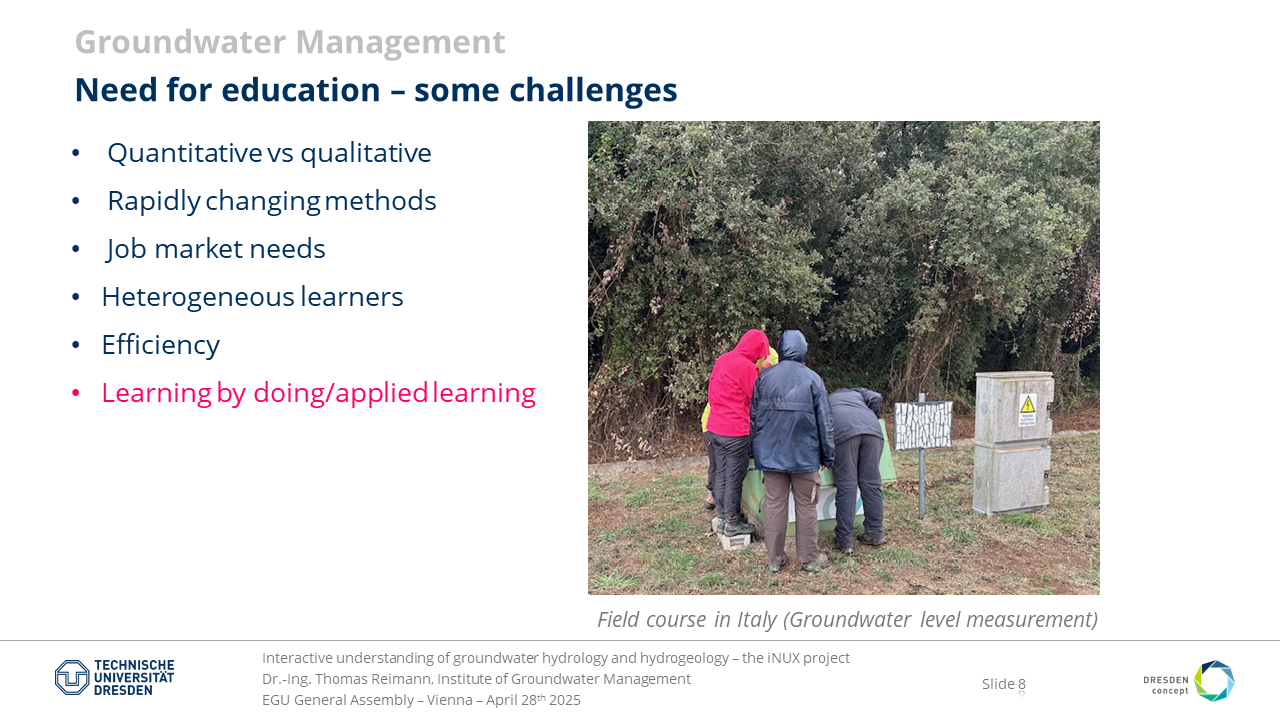 Groundwater Management
Need for education – some challenges
• Quantitative vs qualitative
• Rapidly changing methods
• Job market needs
• Heterogeneous learners
• Efficiency
• Learning by doing/applied learning
Field course in Italy (Groundwater level measurement)
TECHNISCHE
UNIVERSITÄT
DRESDEN
Interactive understanding of groundwater hydrology and hydrogeology – the iNUX project
Dr.-Ing. Thomas Reimann, Institute of Groundwater Management
EGU General Assembly – Vienna – April 28th 2025
Slide 8
DRESDEN
concept